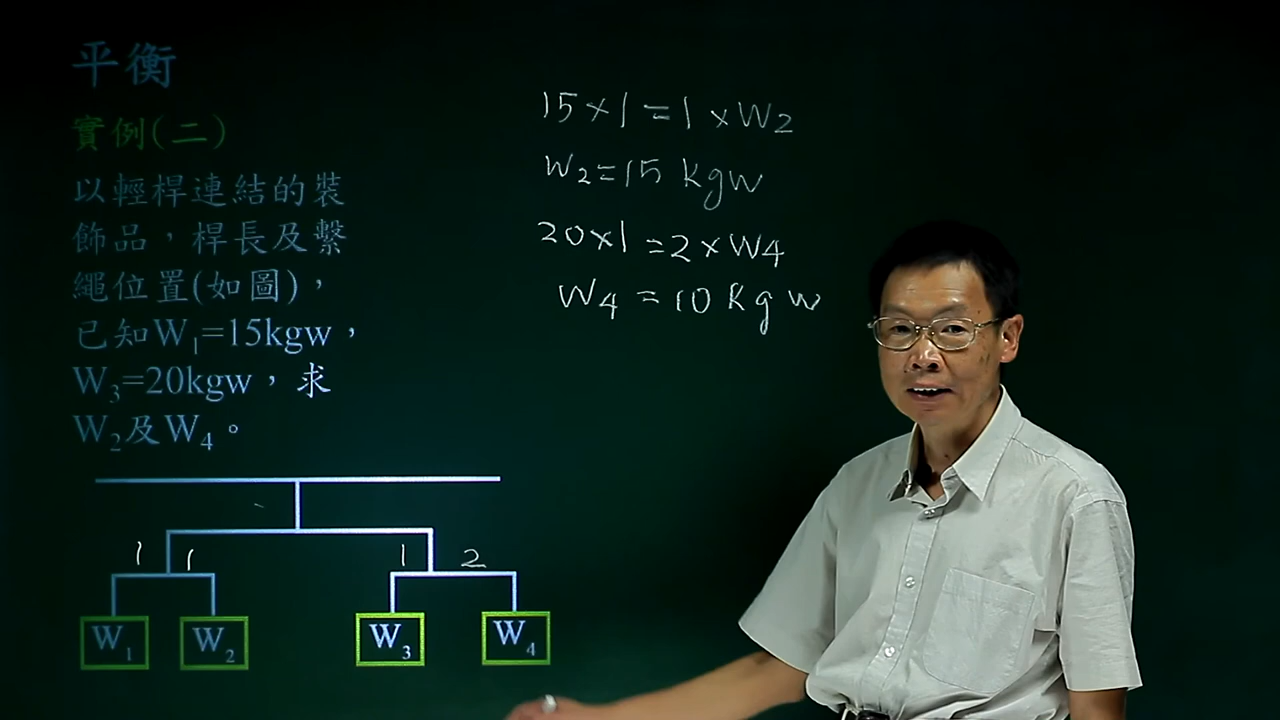 平衡
實例(二)
以輕桿連結的裝
飾品，桿長及繫
繩位置(如圖)，
已知W₁=15kgw，
W₃=20kgw，求
W₂及W₄。
15×1=1×W₂
W₂=15 kgw
20×1=2×W₄
W₄=10 kgw
1 1 1 2
W₁ W₂ W₃ W₄